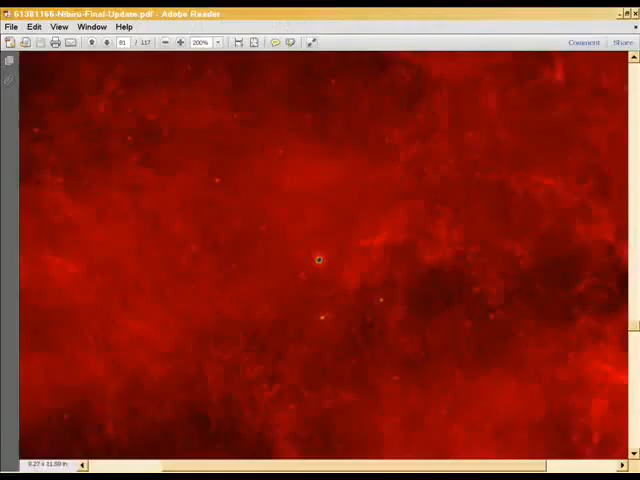 61381166-Nibiru-Final-Update.pdf - Adobe Reader
File Edit View Window Help
81 / 117 200% Comment Share
8.27 x 11.69 in